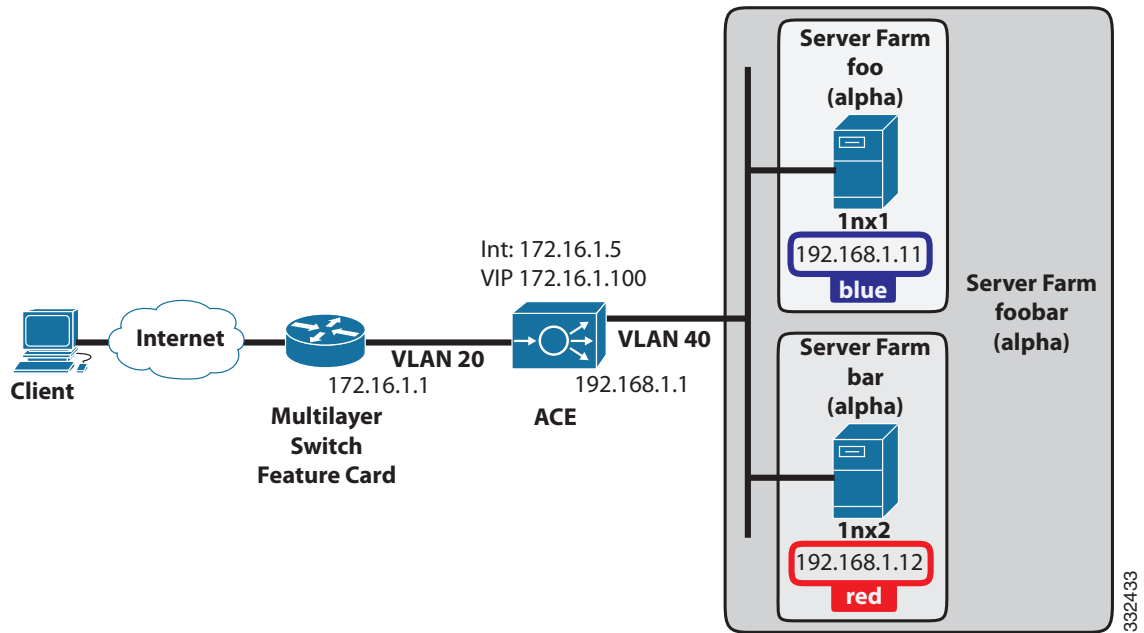 Server Farm
foo
(alpha)
1nx1
192.168.1.11
blue
Int: 172.16.1.5
VIP 172.16.1.100
Server Farm
foobar
(alpha)
Internet
VLAN 20
VLAN 40
Client
172.16.1.1
192.168.1.1
Multilayer
Switch
Feature Card
ACE
Server Farm
bar
(alpha)
1nx2
192.168.1.12
red
332433